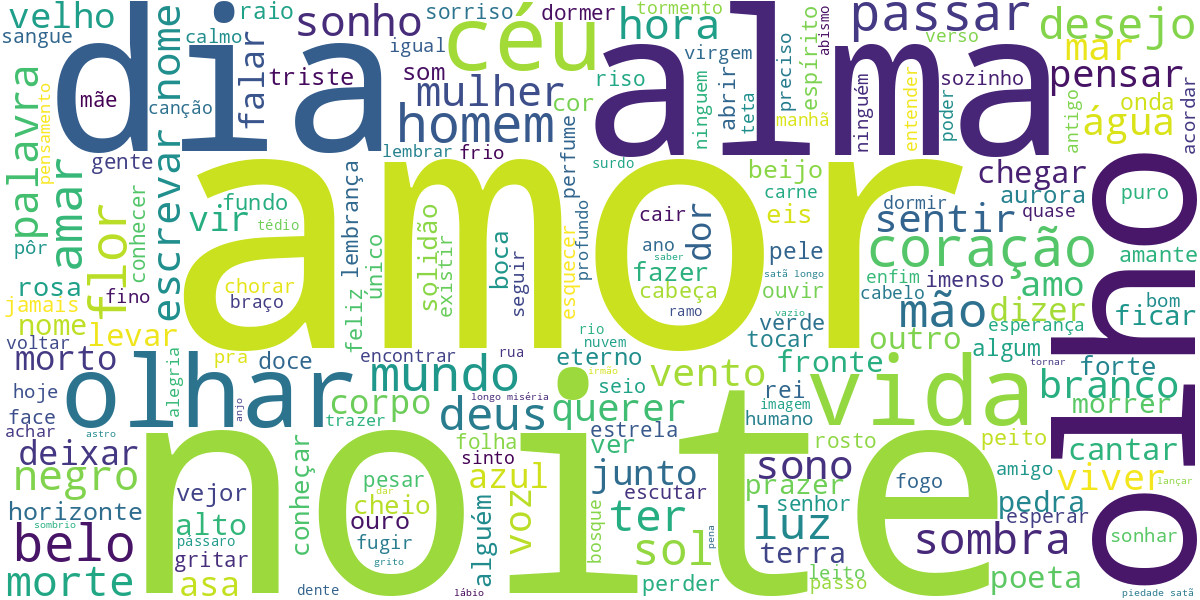 velho
raio
sonho
sorriso
dormer
tormento
hora
passar
desejo
sangue
calmo
igual
céu
virgem
abismo
verso
mar
dia
alma
nome
falar
triste
som
riso
preciso
espírito
sozinho
pensar
mãe
canção
mulher
cor
abrir
teta
manhã
ninguém
ninguem
entender
poder
antigo
onda
água
acordar
homem
palavra
pensamento
gente
escrevar
lembrar
frio
perfume
surdo
beijo
chegar
amor
amar
flor
conhecer
vir
fundo
tédio
lembrança
carne
dormir
aurora
puro
olho
sentir
quase
eis
cair
dor
único
solidão
existir
boca
seguir
esquecer
profundo
ano
saber
pôr
pele
coração
amante
rosa
fino
chorar
braço
fazer
cabeça
satã longo
enfim
imenso
ouvir
cabelo
amo
mão
bom
jamais
nome
levar
feliz
ramo
vazio
verde
dizer
ficar
esperança
voltar
rio
nuvem
tocar
outro
morto
alegria
pra
doce
encontrar
rua
eterno
fronte
algum
tornar
forte
olhar
mundo
irmão
seio
rei
vida
branco
hoje
anjo
longo miséria
vento
imagem
face
corpo
trazer
deus
querer
humano
morrer
achar
astro
estrela
deixar
folha
ver
rosto
peito
cantar
noite
negro
conheçar
sinto
azul
junto
sono
amigo
viver
lançar
vejor
pesar
dar
cheio
escutar
prazer
fogo
horizonte
alto
ouro
alguém
voz
bosque
ter
senhor
pedra
sombrio
pássaro
fugir
pena
luz
esperar
belo
gritar
grito
sol
terra
sombra
sonhar
morte
asa
dente
lábio
perder
leito
passo
poeta
piedade satã